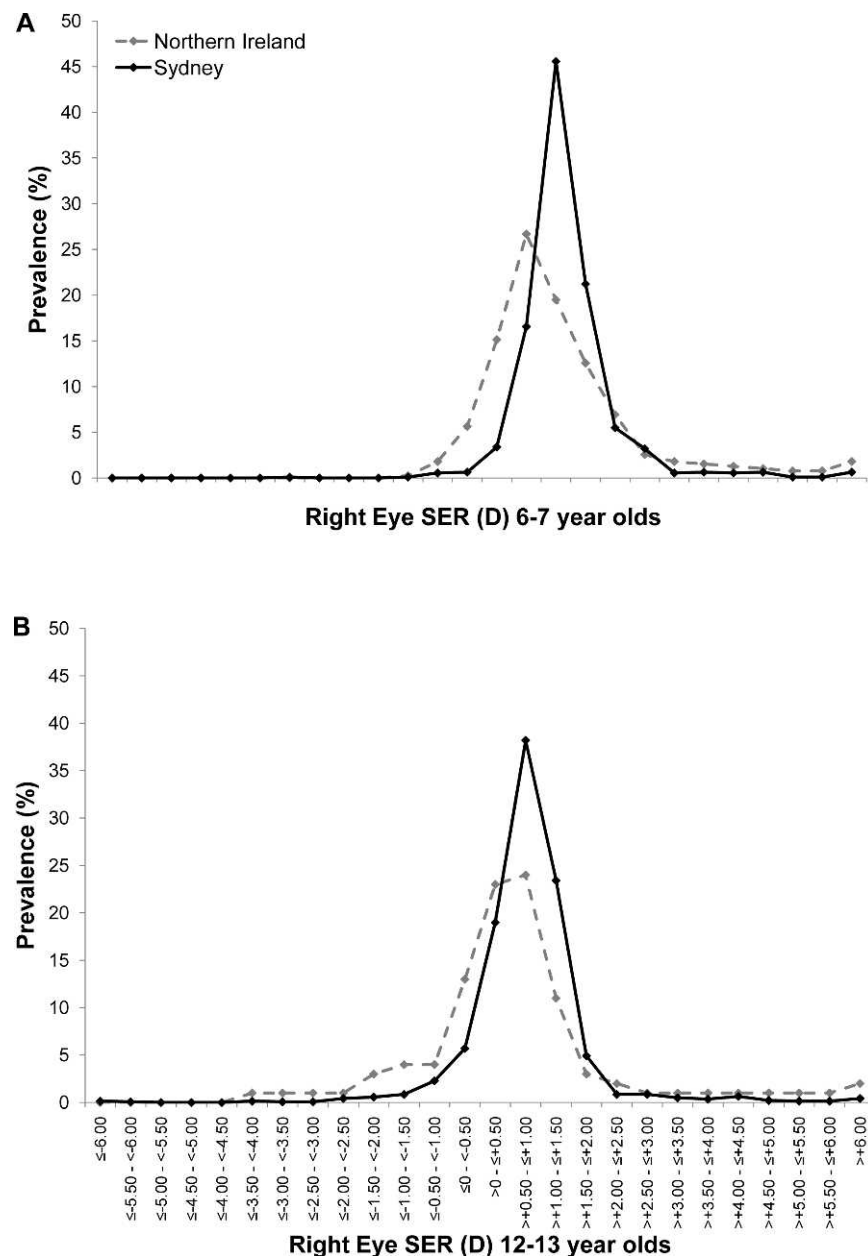 A
50
45
40
35
30
25
20
15
10
5
0
Prevalence (%)
Northern Ireland
Sydney
Right Eye SER (D) 6-7 year olds
B
50
45
40
35
30
25
20
15
10
5
0
Prevalence (%)
≤-6.00
≤-5.50 - <-6.00
≤-5.00 - <-5.50
≤-4.50 - <-5.00
≤-4.00 - <-4.50
≤-3.50 - <-4.00
≤-3.00 - <-3.50
≤-2.50 - <-3.00
≤-2.00 - <-2.50
≤-1.50 - <-2.00
≤-1.00 - <-1.50
≤-0.50 - <-1.00
≤0 - <-0.50
>0 - ≤+0.50
>+0.50 - ≤+1.00
>+1.00 - ≤+1.50
>+1.50 - ≤+2.00
>+2.00 - ≤+2.50
>+2.50 - ≤+3.00
>+3.00 - ≤+3.50
>+3.50 - ≤+4.00
>+4.00 - ≤+4.50
>+4.50 - ≤+5.00
>+5.00 - ≤+5.50
>+5.50 - ≤+6.00
>+6.00
Right Eye SER (D) 12-13 year olds